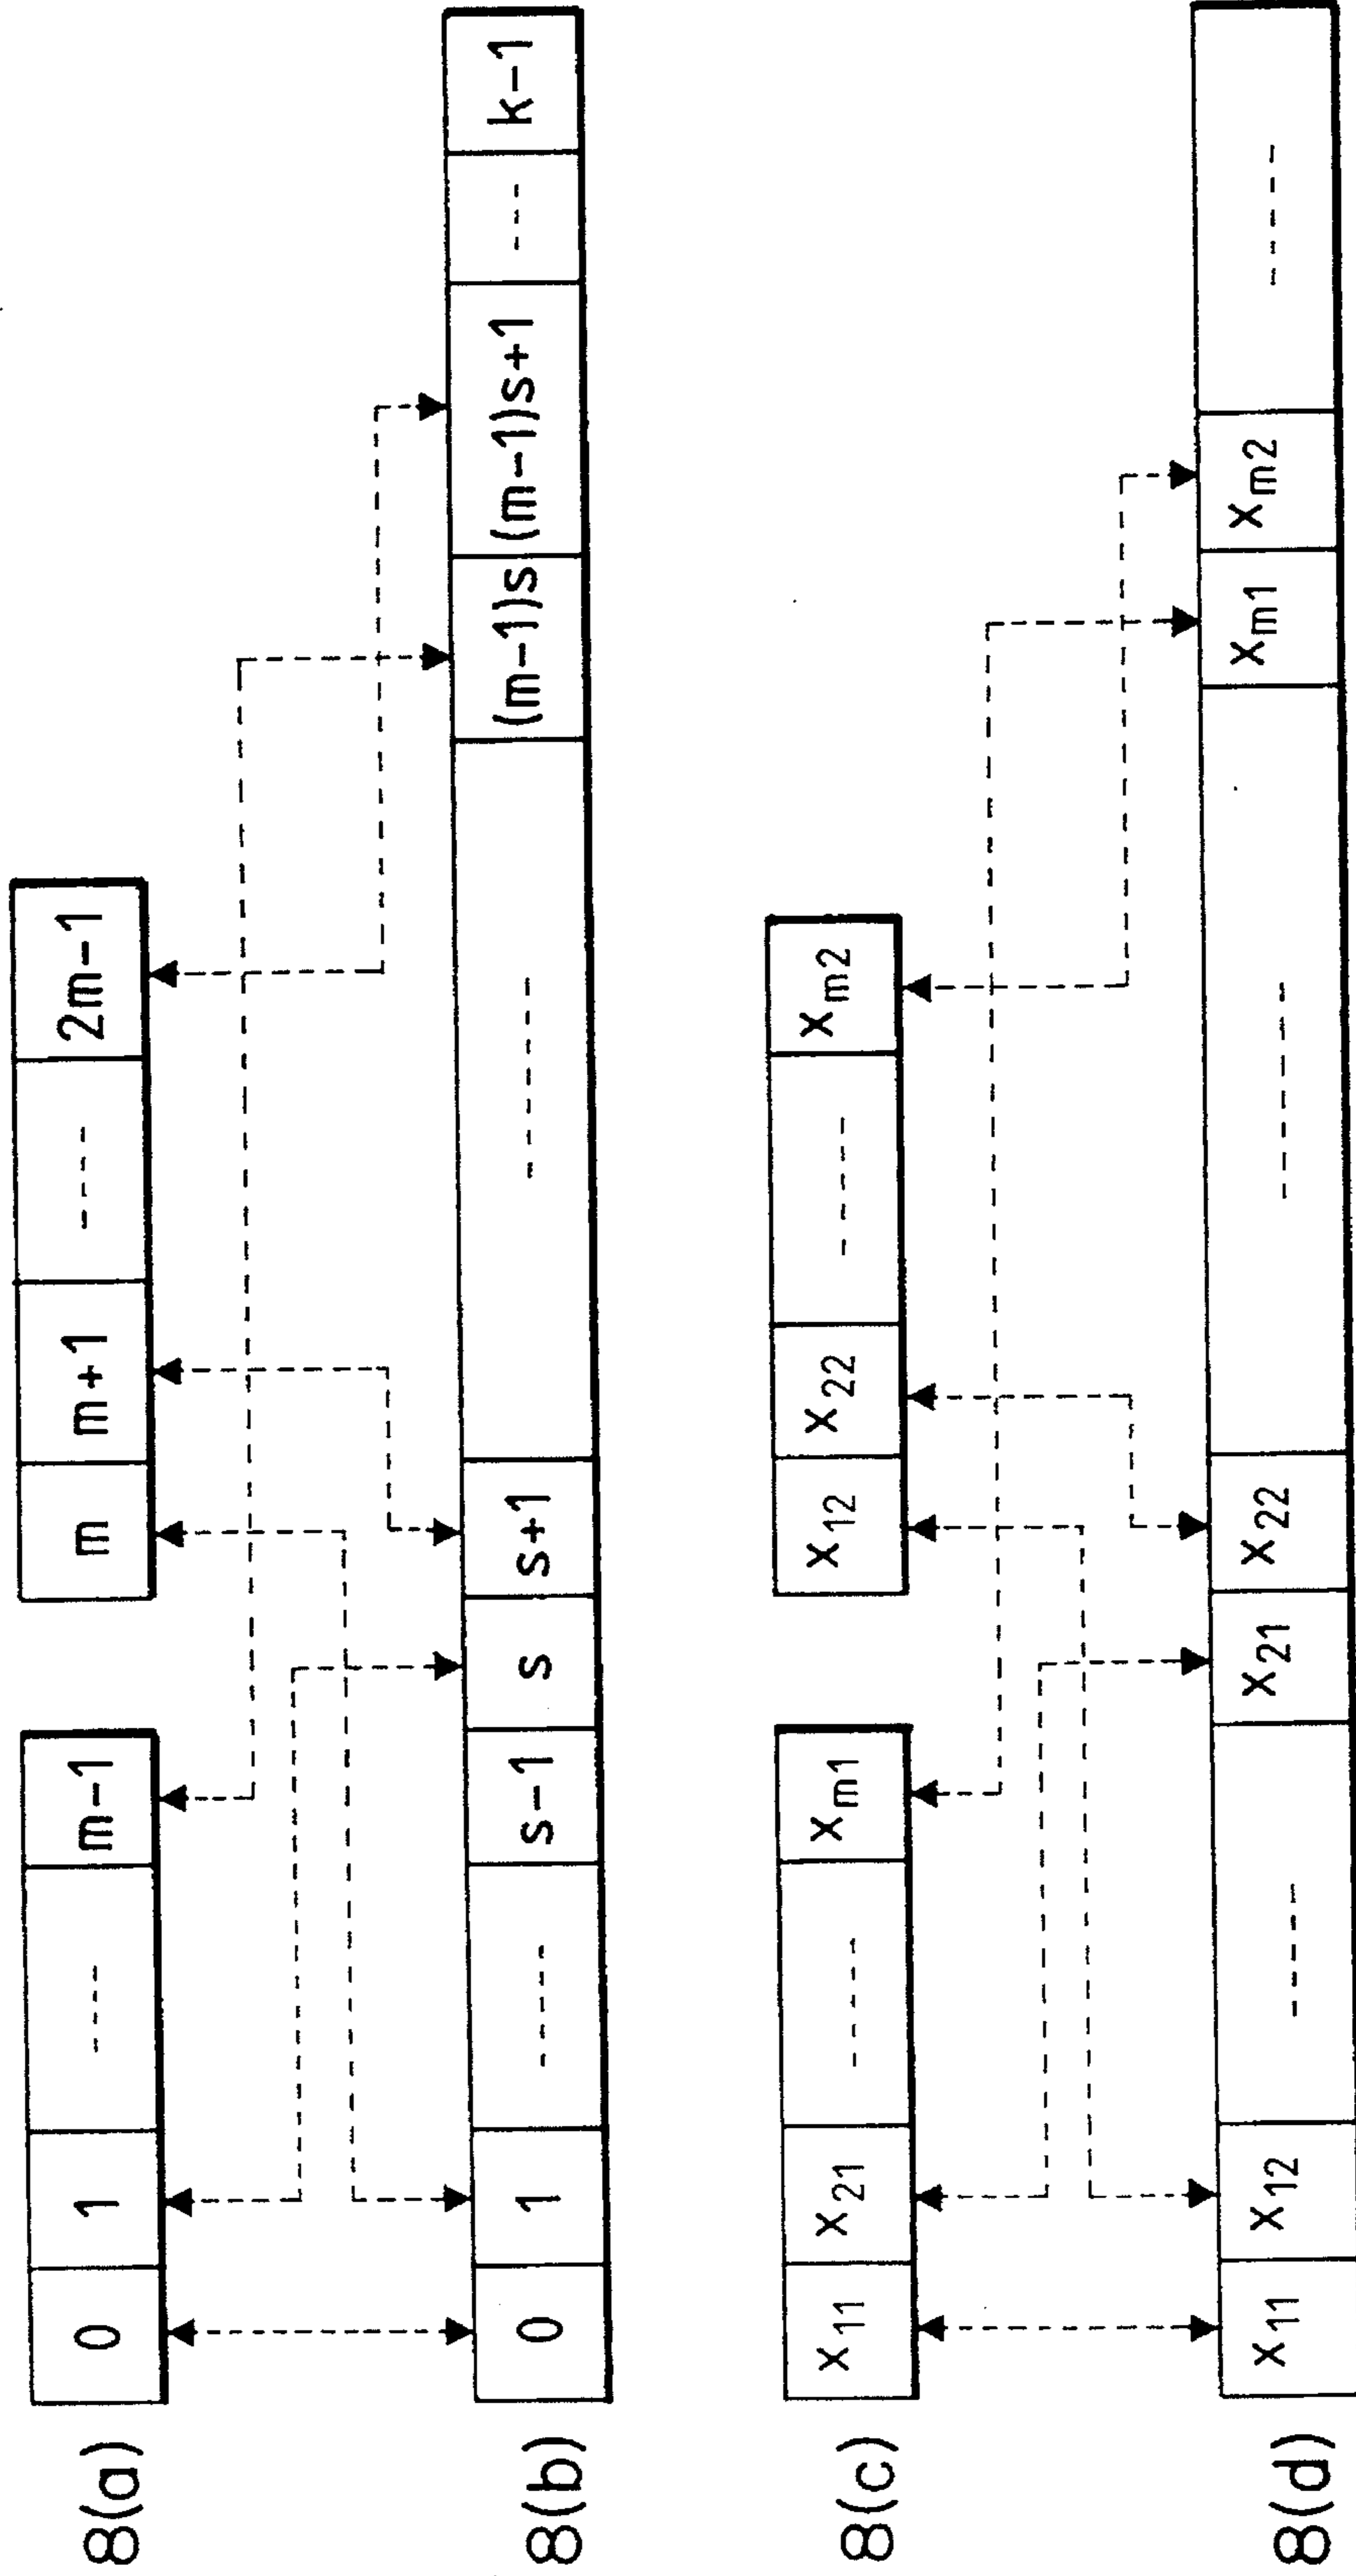 8(a) 0 1 ---- m-1 m m+1 ---- 2m-1
8(b) 0 1 ----- s-1 s s+1 ------- (m-1)s (m-1)s+1 --- k-1
8(c) x11 x21 ----- xm1 x12 x22 ----- xm2
8(d) x11 x12 ----- x21 x22 ------- xm1 xm2 -----